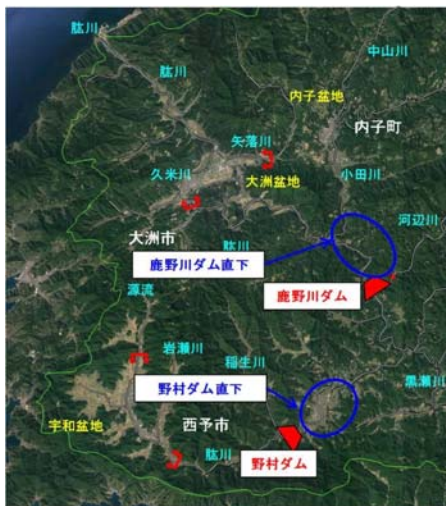 肱川
中山川
肱川
内子盆地
内子町
矢落川
久米川
大洲盆地
小田川
河辺川
大洲市
肱川
鹿野川ダム直下
鹿野川ダム
源流
岩瀬川
稲生川
黒瀬川
野村ダム直下
宇和盆地
西予市
肱川
野村ダム